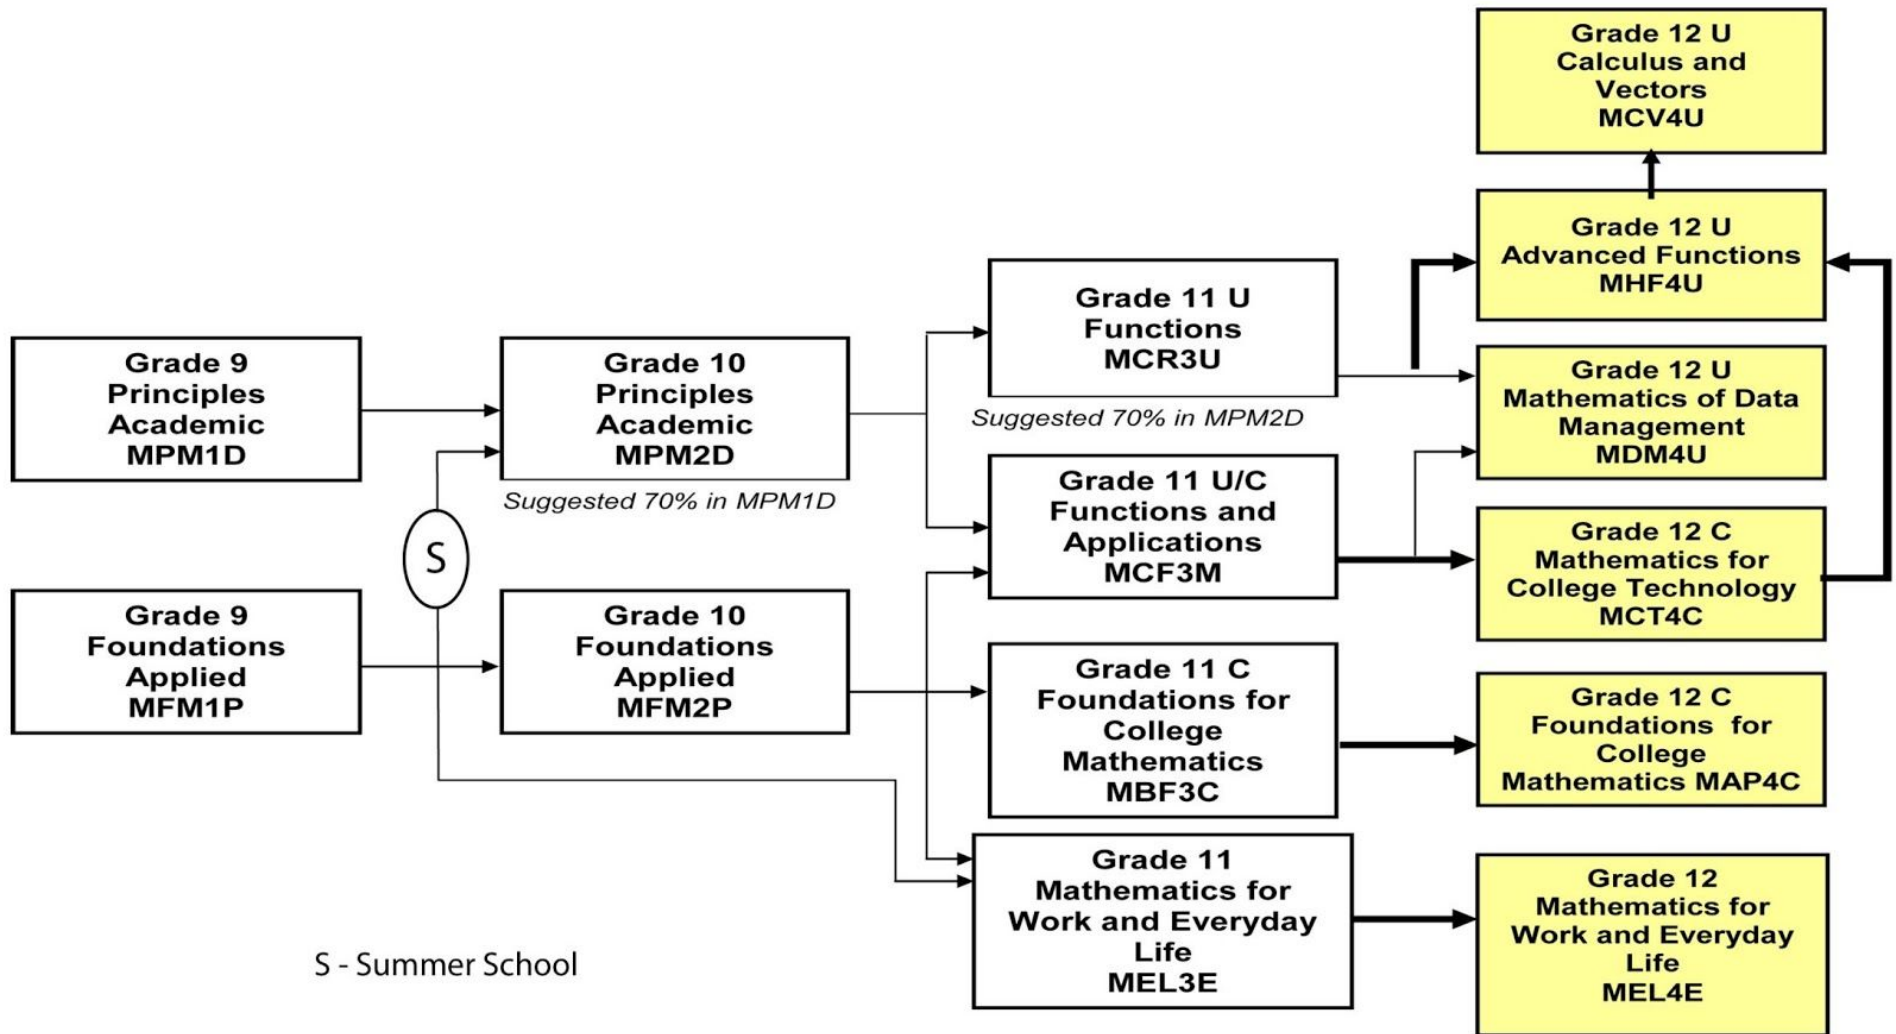 Grade 9
Principles
Academic
MPM1D
Grade 9
Foundations
Applied
MFM1P
S
Grade 10
Principles
Academic
MPM2D
Suggested 70% in MPM1D
Grade 10
Foundations
Applied
MFM2P
Grade 11 U
Functions
MCR3U
Suggested 70% in MPM2D
Grade 11 U/C
Functions and
Applications
MCF3M
Grade 11 C
Foundations for
College
Mathematics
MBF3C
Grade 11
Mathematics for
Work and Everyday
Life
MEL3E
Grade 12 U
Calculus and
Vectors
MCV4U
Grade 12 U
Advanced Functions
MHF4U
Grade 12 U
Mathematics of Data
Management
MDM4U
Grade 12 C
Mathematics for
College Technology
MCT4C
Grade 12 C
Foundations for
College
Mathematics MAP4C
Grade 12
Mathematics for
Work and Everyday
Life
MEL4E
S - Summer School